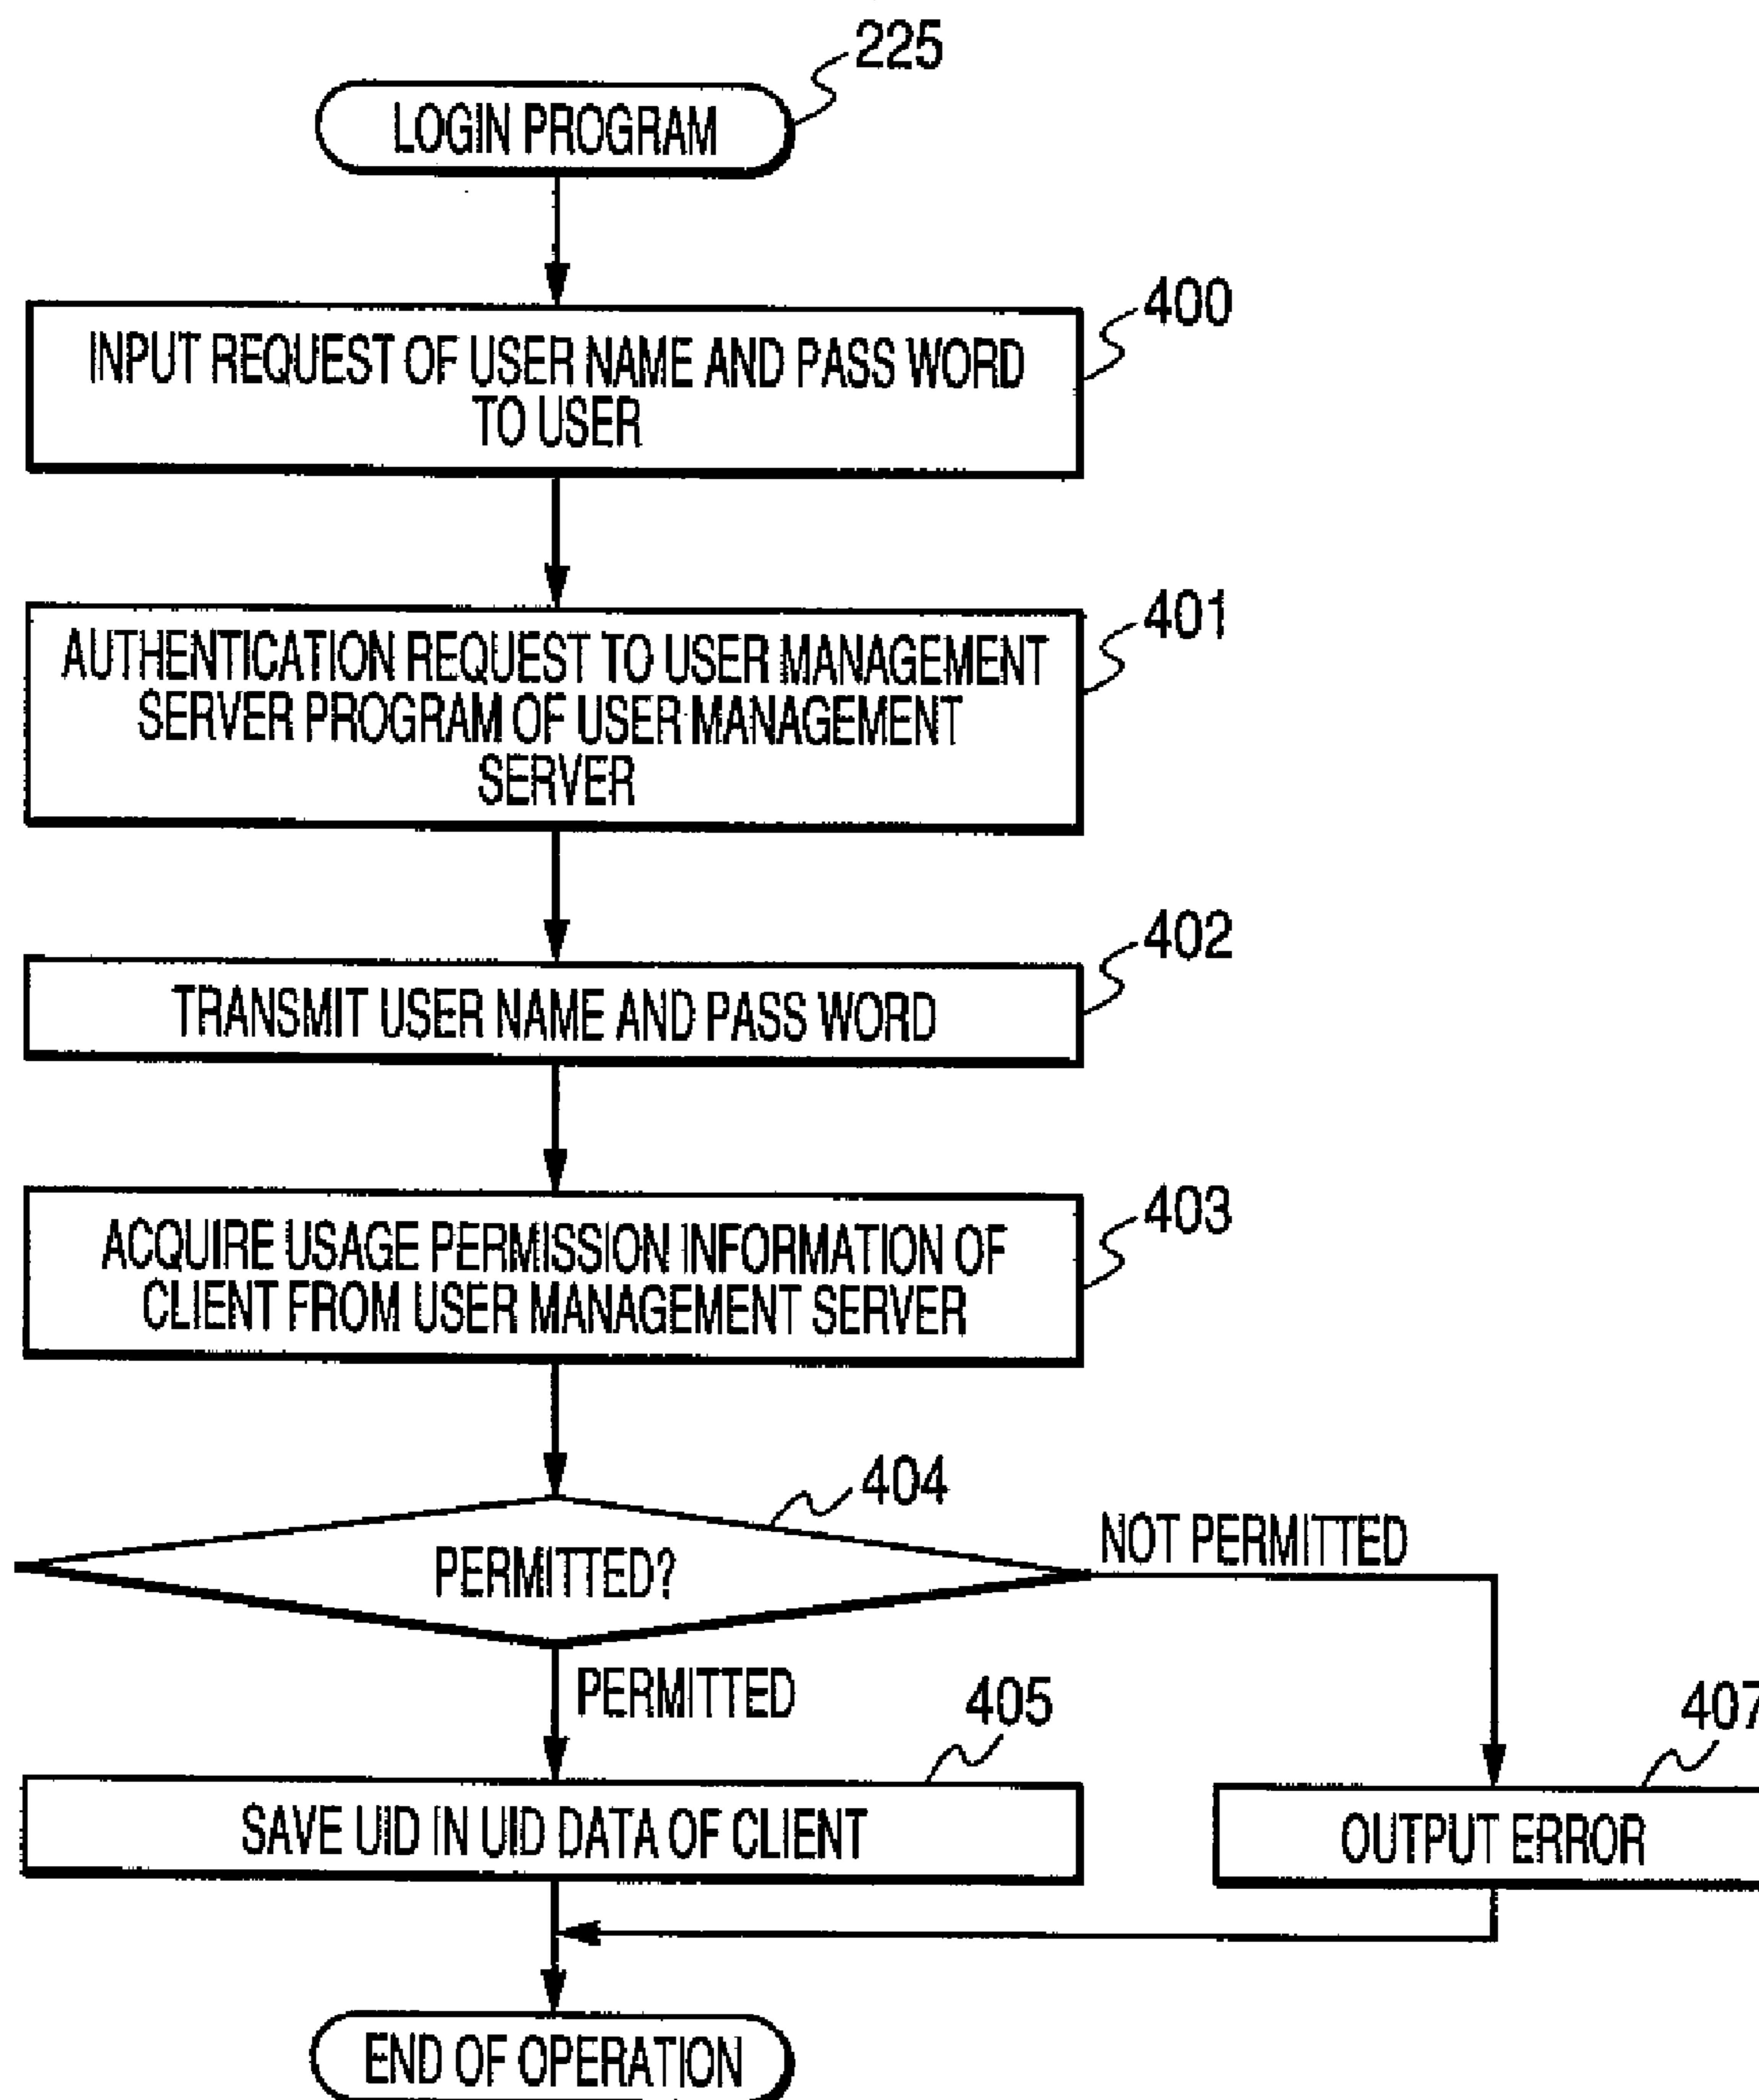 225
LOGIN PROGRAM
400
INPUT REQUEST OF USER NAME AND PASS WORD
TO USER
401
AUTHENTICATION REQUEST TO USER MANAGEMENT
SERVER PROGRAM OF USER MANAGEMENT
SERVER
402
TRANSMIT USER NAME AND PASS WORD
403
ACQUIRE USAGE PERMISSION INFORMATION OF
CLIENT FROM USER MANAGEMENT SERVER
404
PERMITTED?
NOT PERMITTED
PERMITTED
405
407
SAVE UID IN UID DATA OF CLIENT
OUTPUT ERROR
END OF OPERATION